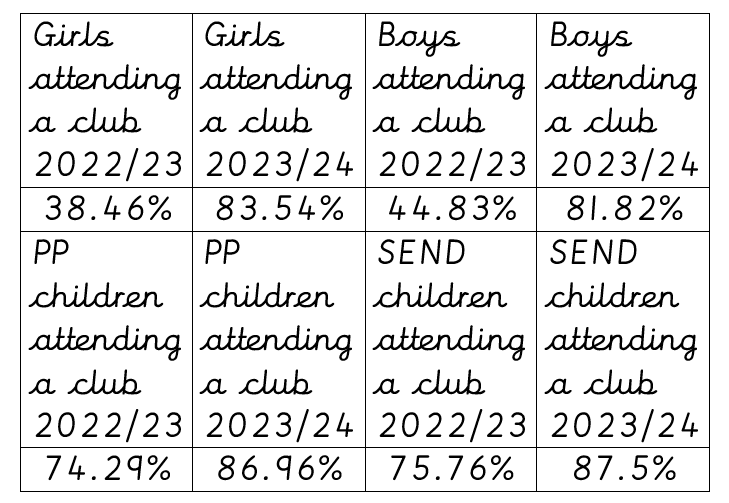 Girls attending a club 2022/23
Girls attending a club 2023/24
Boys attending a club 2022/23
Boys attending a club 2023/24
38.46%
83.54%
44.83%
81.82%
PP children attending a club 2022/23
PP children attending a club 2023/24
SEND children attending a club 2022/23
SEND children attending a club 2023/24
74.29%
86.96%
75.76%
87.5%